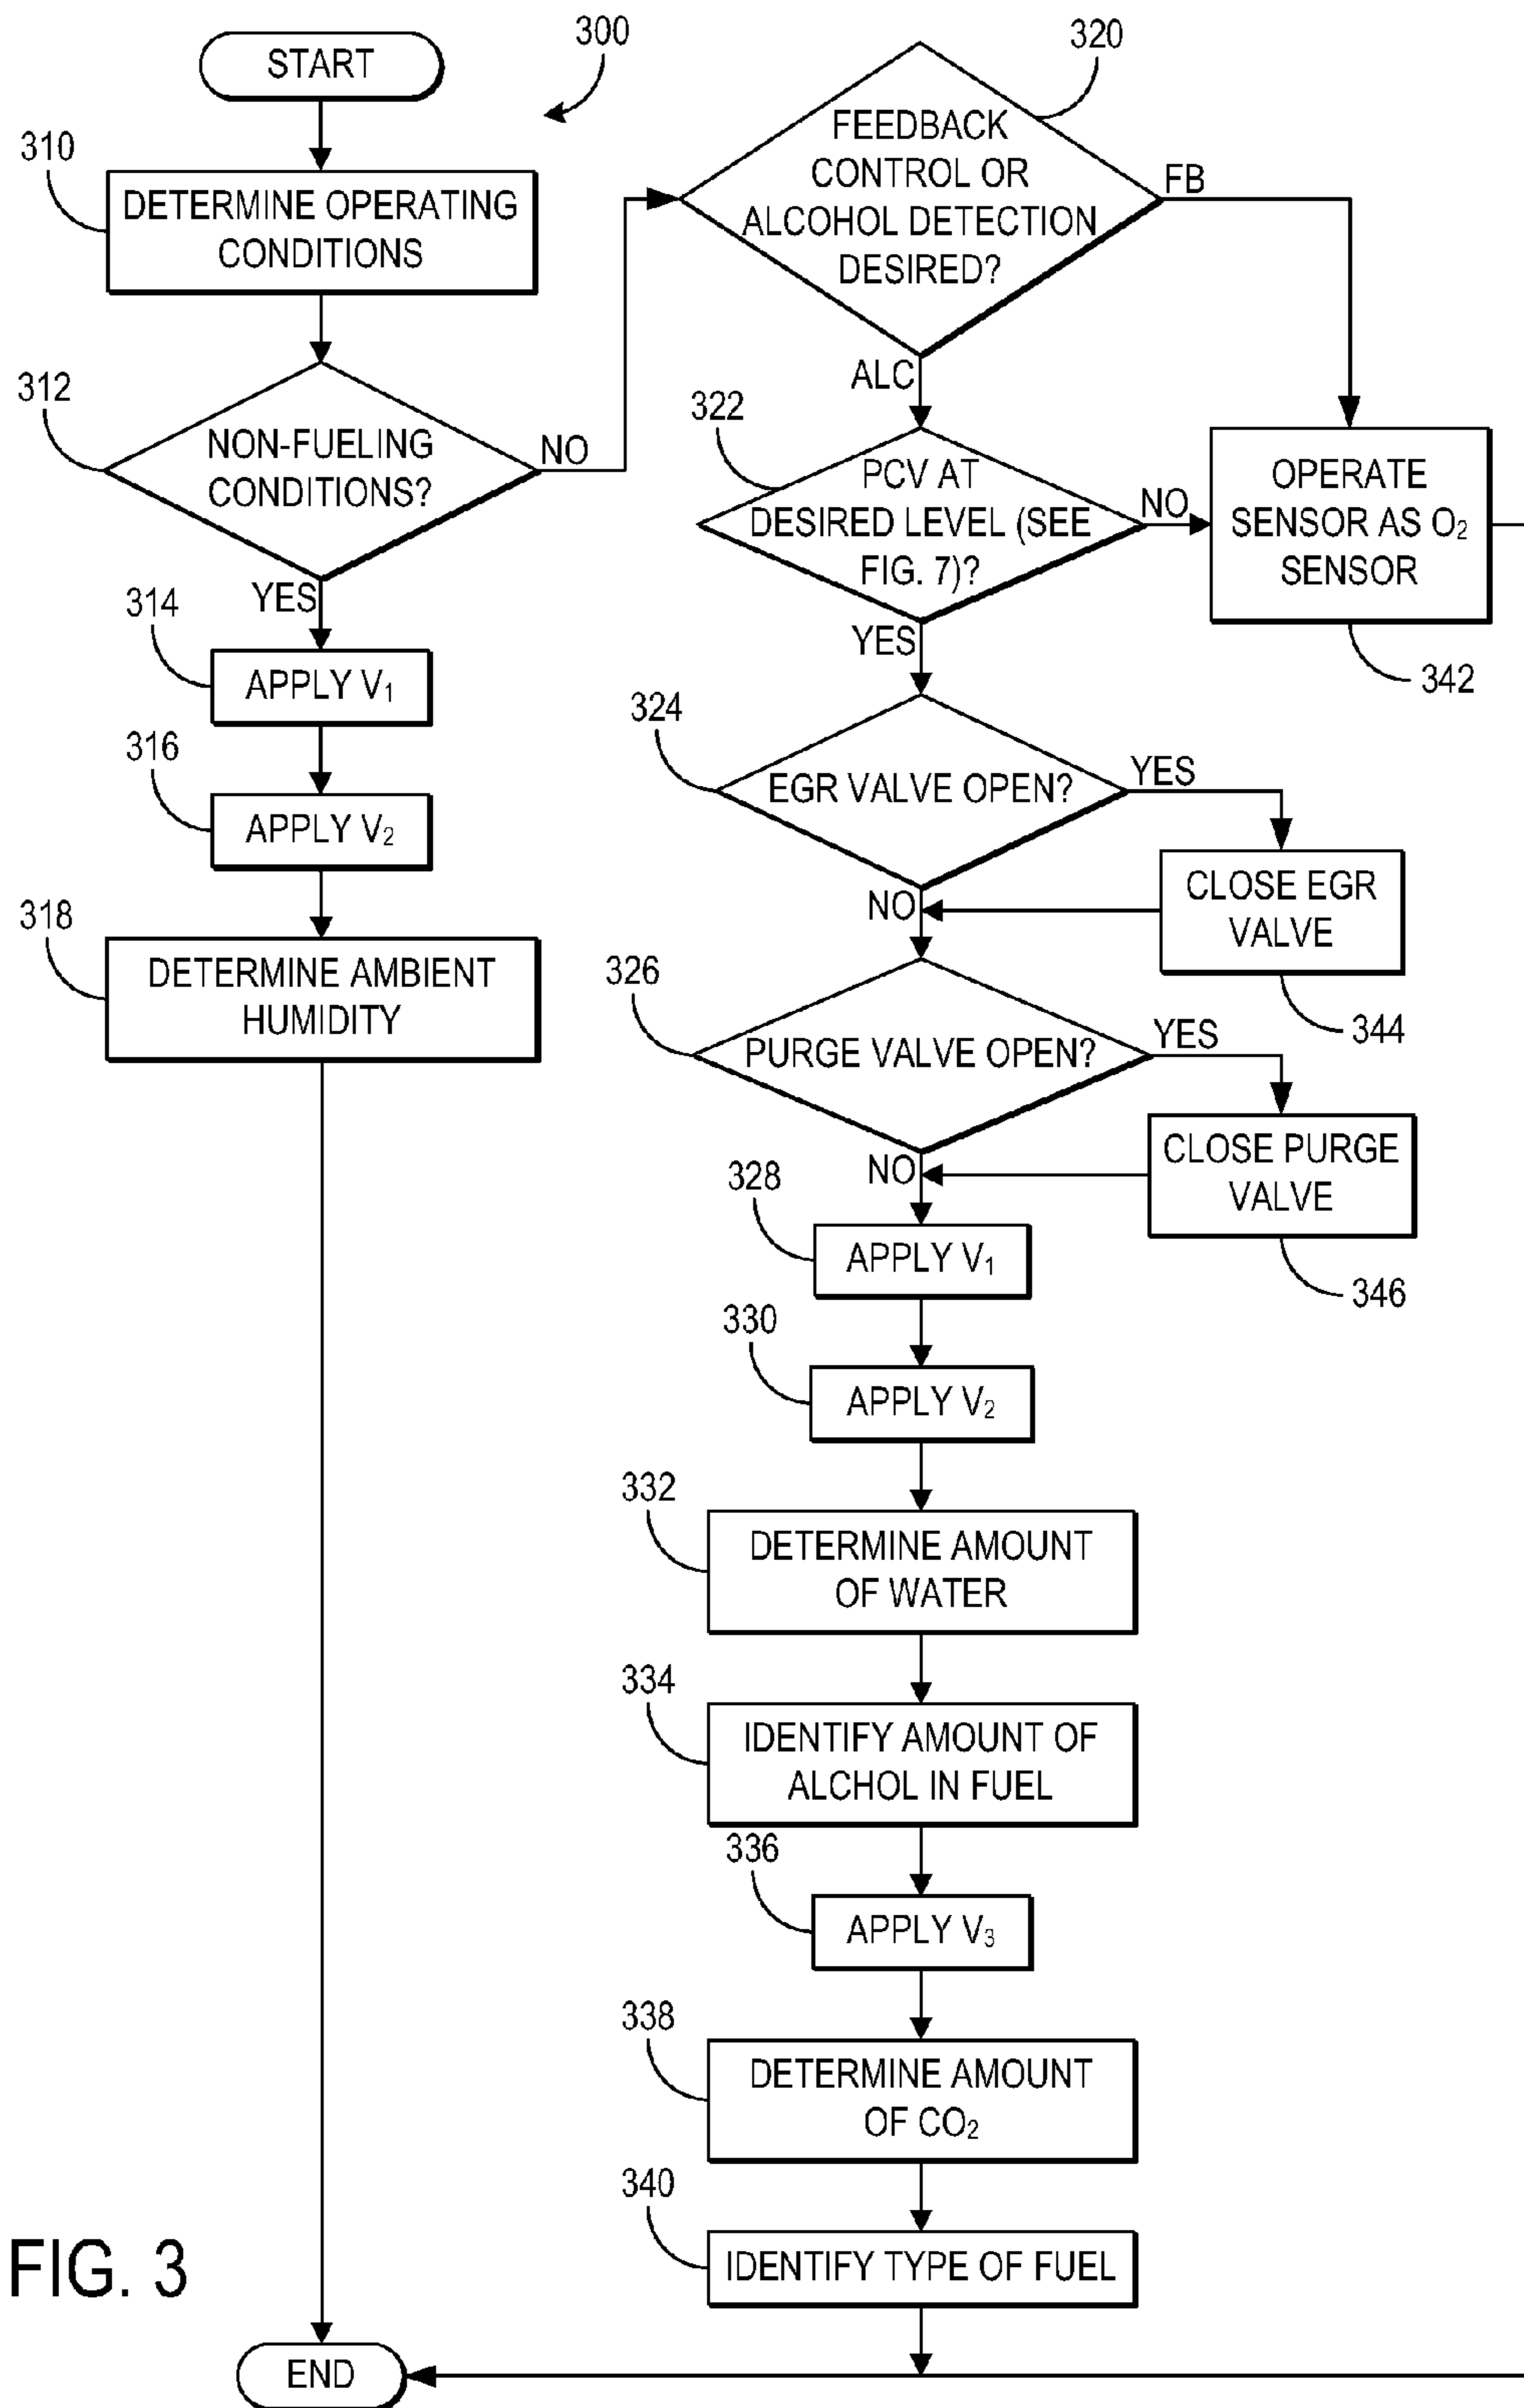 300
START
310
DETERMINE OPERATING
CONDITIONS
312
NON-FUELING
CONDITIONS?
NO
YES
314
APPLY V₁
316
APPLY V₂
318
DETERMINE AMBIENT
HUMIDITY
320
FEEDBACK
CONTROL OR
ALCOHOL DETECTION
DESIRED?
FB
ALC
322
PCV AT
DESIRED LEVEL (SEE
FIG. 7)?
NO
YES
OPERATE
SENSOR AS O₂
SENSOR
342
324
EGR VALVE OPEN?
YES
NO
CLOSE EGR
VALVE
344
326
PURGE VALVE OPEN?
YES
NO
CLOSE PURGE
VALVE
346
328
APPLY V₁
330
APPLY V₂
332
DETERMINE AMOUNT
OF WATER
334
IDENTIFY AMOUNT OF
ALCHOL IN FUEL
336
APPLY V₃
338
DETERMINE AMOUNT
OF CO₂
340
IDENTIFY TYPE OF FUEL
FIG. 3
END